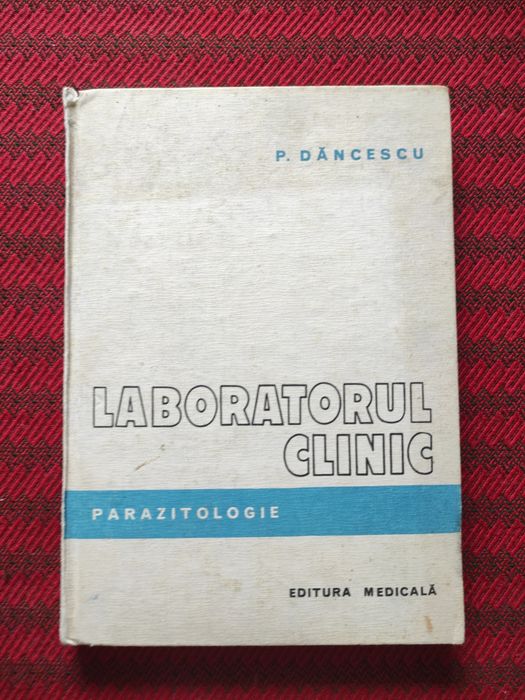 P. DĂNCESCU
LABORATORUL
CLINIC
PARAZITOLOGIE
EDITURA MEDICALĂ